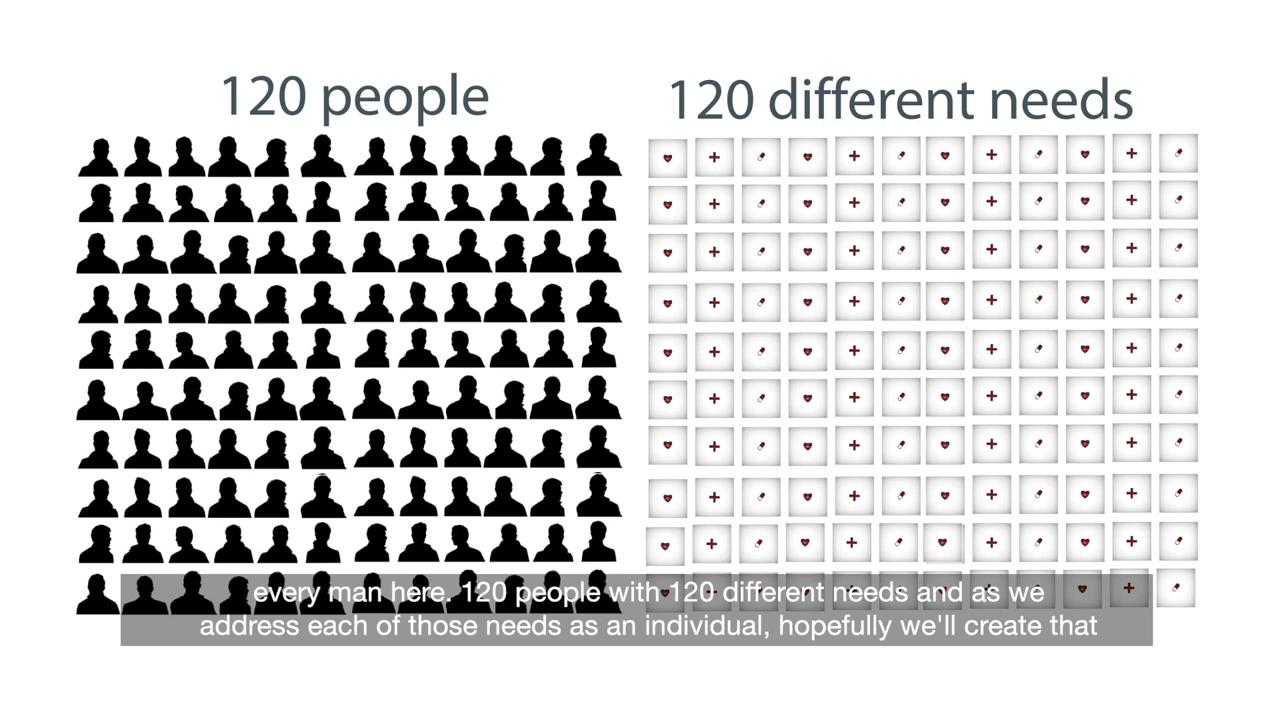 120 people
120 different needs
every man here. 120 people with 120 different needs and as we
address each of those needs as an individual, hopefully we'll create that